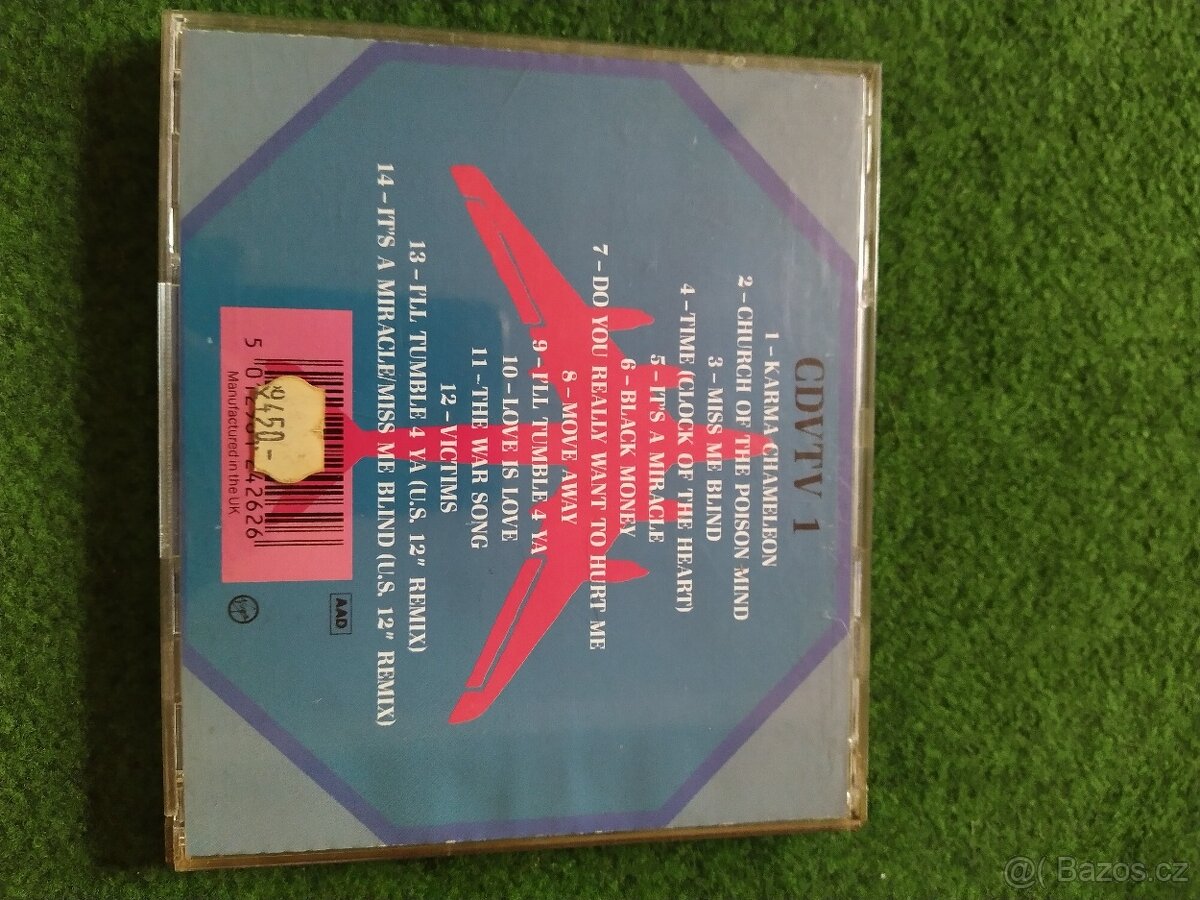 CDVTV 1
1 – KARMA CHAMELEON
2 – CHURCH OF THE POISON MIND
3 – MISS ME BLIND
4 – TIME (CLOCK OF THE HEART)
5 – IT'S A MIRACLE
6 – BLACK MONEY
7 – DO YOU REALLY WANT TO HURT ME
8 – MOVE AWAY
9 – I'LL TUMBLE 4 YA
10 – LOVE IS LOVE
11 – THE WAR SONG
12 – VICTIMS
13 – I'LL TUMBLE 4 YA (U.S. 12" REMIX)
14 – IT'S A MIRACLE/MISS ME BLIND (U.S. 12" REMIX)
AAD
Manufactured in the UK
Virgin
@( Bazos.cz